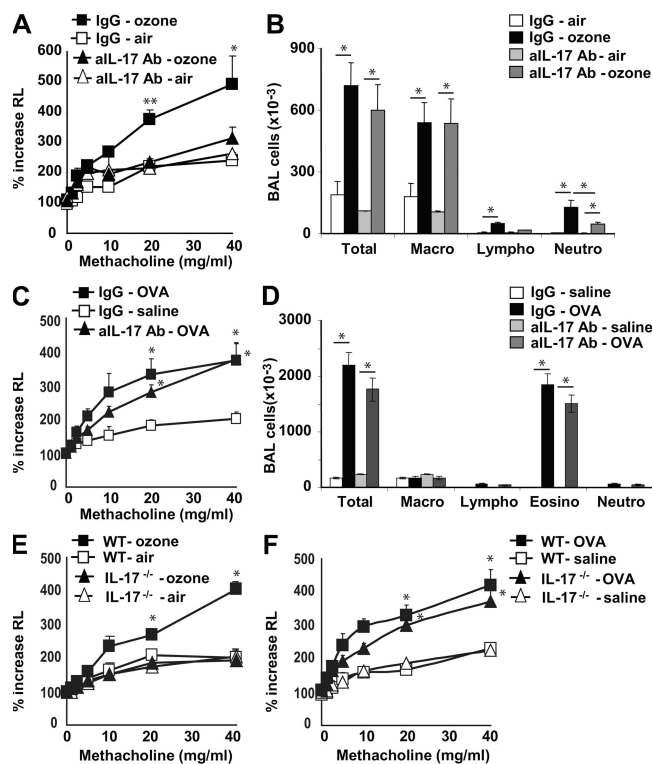 A
IgG - ozone
IgG - air
aIL-17 Ab - ozone
aIL-17 Ab - air
% increase RL
600
500
400
300
200
100
0
*
**
0 10 20 30 40
Methacholine (mg/ml)
B
IgG - air
IgG - ozone
aIL-17 Ab - air
aIL-17 Ab - ozone
BAL cells (x10-3)
900
600
300
0
* *
* *
*
* *
*
Total Macro Lympho Neutro
C
IgG - OVA
IgG - saline
aIL-17 Ab - OVA
% increase RL
500
400
300
200
100
0
* *
* *
0 10 20 30 40
Methacholine (mg/ml)
D
IgG - saline
IgG - OVA
aIL-17 Ab - saline
aIL-17 Ab - OVA
BAL cells(x10-3)
3000
2000
1000
0
* *
* *
Total Macro Lympho Eosino Neutro
E
WT- ozone
WT- air
IL-17-/- - ozone
IL-17-/- - air
% increase RL
500
400
300
200
100
0
* *
0 10 20 30 40
Methacholine (mg/ml)
F
WT- OVA
WT- saline
IL-17-/- - OVA
IL-17-/- - saline
% increase RL
500
400
300
200
100
0
* *
* *
0 10 20 30 40
Methacholine (mg/ml)